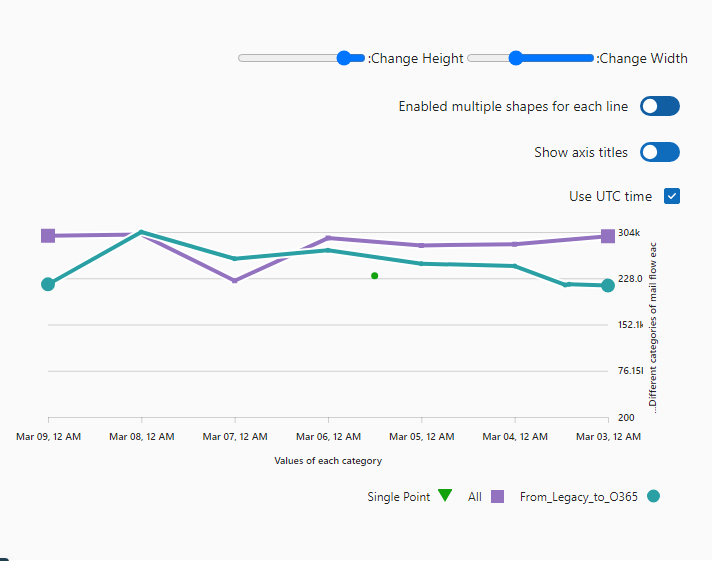 :Change Height :Change Width
Enabled multiple shapes for each line
Show axis titles
Use UTC time
304k
228.0
152.1k
76.15
200
...Different categories of mail flow eac
Mar 09, 12 AM Mar 08, 12 AM Mar 07, 12 AM Mar 06, 12 AM Mar 05, 12 AM Mar 04, 12 AM Mar 03, 12 AM
Values of each category
Single Point All From_Legacy_to_O365